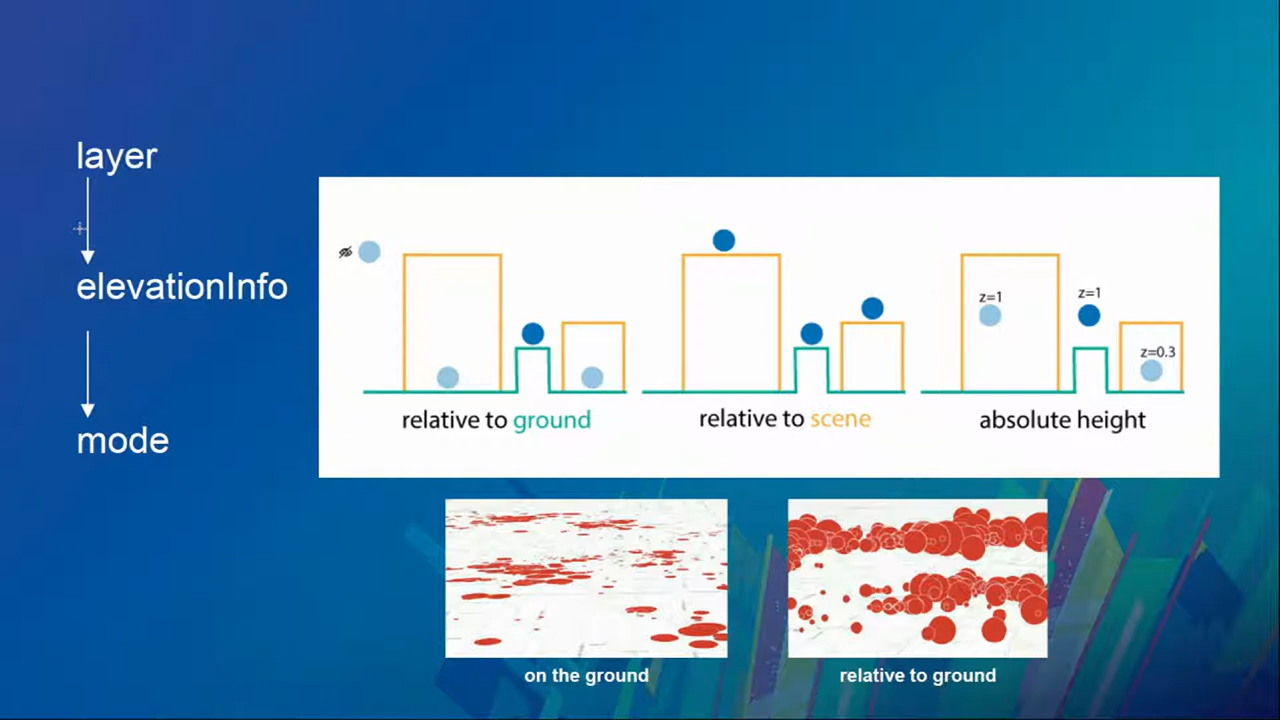 layer
elevationInfo
mode
z=1
z=1
z=0.3
relative to ground
relative to scene
absolute height
on the ground
relative to ground